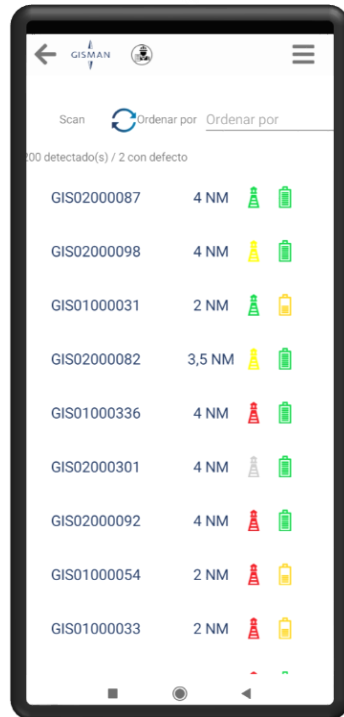 GISMAN
Scan Ordenar por Ordenar por
200 detectado(s) / 2 con defecto
GIS02000087 4 NM
GIS02000098 4 NM
GIS01000031 2 NM
GIS02000082 3,5 NM
GIS01000336 4 NM
GIS02000301 4 NM
GIS02000092 4 NM
GIS01000054 2 NM
GIS01000033 2 NM